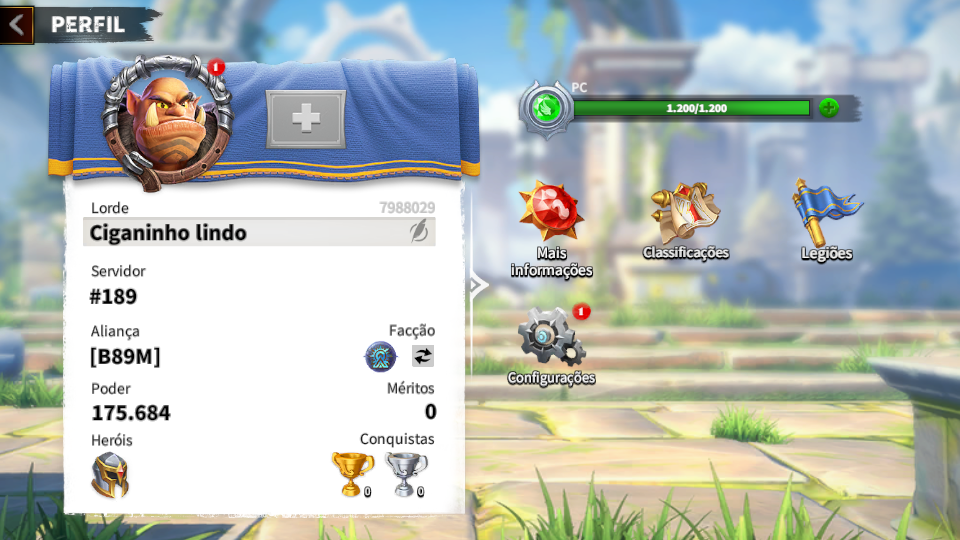 PERFIL
1
Lorde
7988029
Ciganinho lindo
Servidor
#189
Aliança
Facção
[B89M]
Poder
Méritos
175.684
0
Heróis
Conquistas
0
0
PC
1.200/1.200
Mais
informações
Classificações
Legiões
1
Configurações